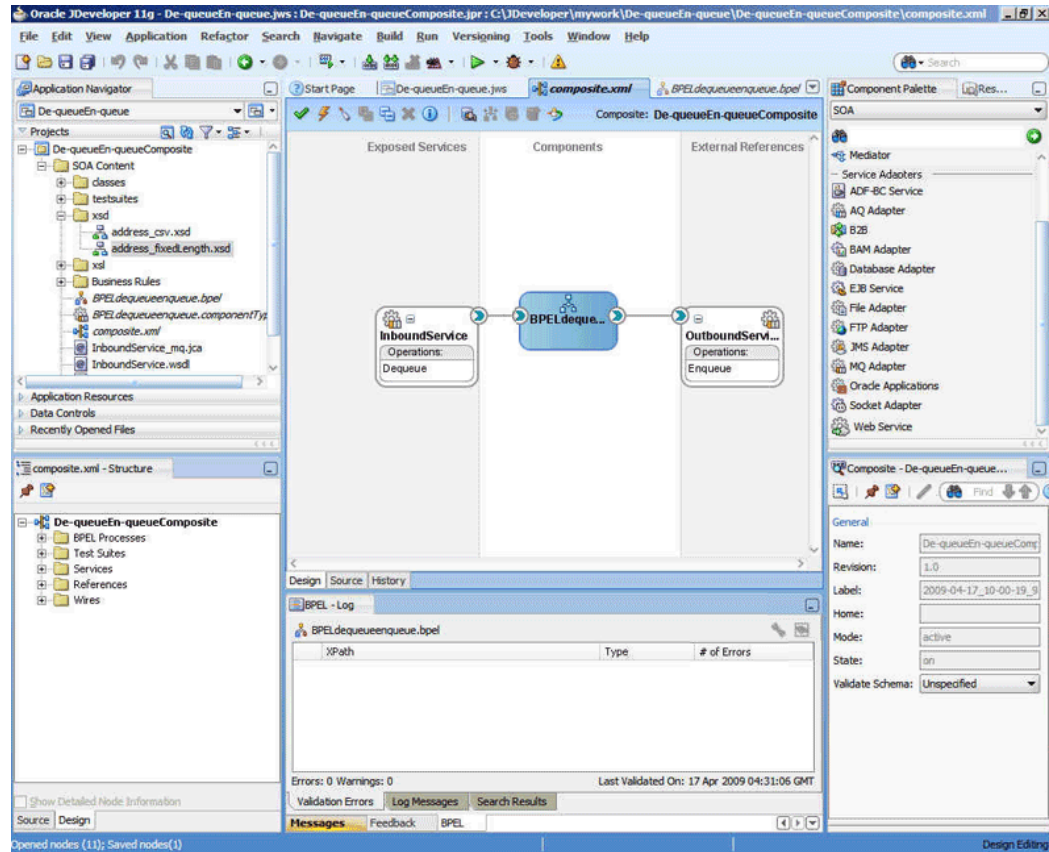 Oracle JDeveloper 11g - De-queueEn-queue.jws : De-queueEn-queueComposite.jpr : C:\JDeveloper\mywork\De-queueEn-queue\De-queueEn-queueComposite\composite.xml
File Edit View Application Refactor Search Navigate Build Run Versioning Tools Window Help
Search
Application Navigator
De-queueEn-queue
Projects
De-queueEn-queueComposite
SOA Content
classes
testsuites
xsd
address_csv.xsd
address_fixedLength.xsd
xsl
Business Rules
BPELdequeueenqueue.bpel
BPELdequeueenqueue.componentTyp
composite.xml
InboundService_mq.jca
InboundService.wsdl
Application Resources
Data Controls
Recently Opened Files
composite.xml - Structure
De-queueEn-queueComposite
BPEL Processes
Test Suites
Services
References
Wires
Show Detailed Node Information
Source Design
Start Page De-queueEn-queue.jws composite.xml BPELdequeueenqueue.bpel
Composite: De-queueEn-queueComposite
Exposed Services Components External References
InboundService
Operations:
Dequeue
BPELdeque...
OutboundServi...
Operations:
Enqueue
Design Source History
BPEL - Log
BPELdequeueenqueue.bpel
XPath Type # of Errors
Errors: 0 Warnings: 0 Last Validated On: 17 Apr 2009 04:31:06 GMT
Validation Errors Log Messages Search Results
Messages Feedback BPEL
Component Palette Res...
SOA
Mediator
Service Adapters
ADF-BC Service
AQ Adapter
B2B
BAM Adapter
Database Adapter
EJB Service
File Adapter
FTP Adapter
JMS Adapter
MQ Adapter
Oracle Applications
Socket Adapter
Web Service
Composite - De-queueEn-queue...
Find
General
Name: De-queueEn-queueComp
Revision: 1.0
Label: 2009-04-17_10-00-19_9
Home:
Mode: active
State: on
Validate Schema: Unspecified
Opened nodes (11); Saved nodes(1) Design Editing